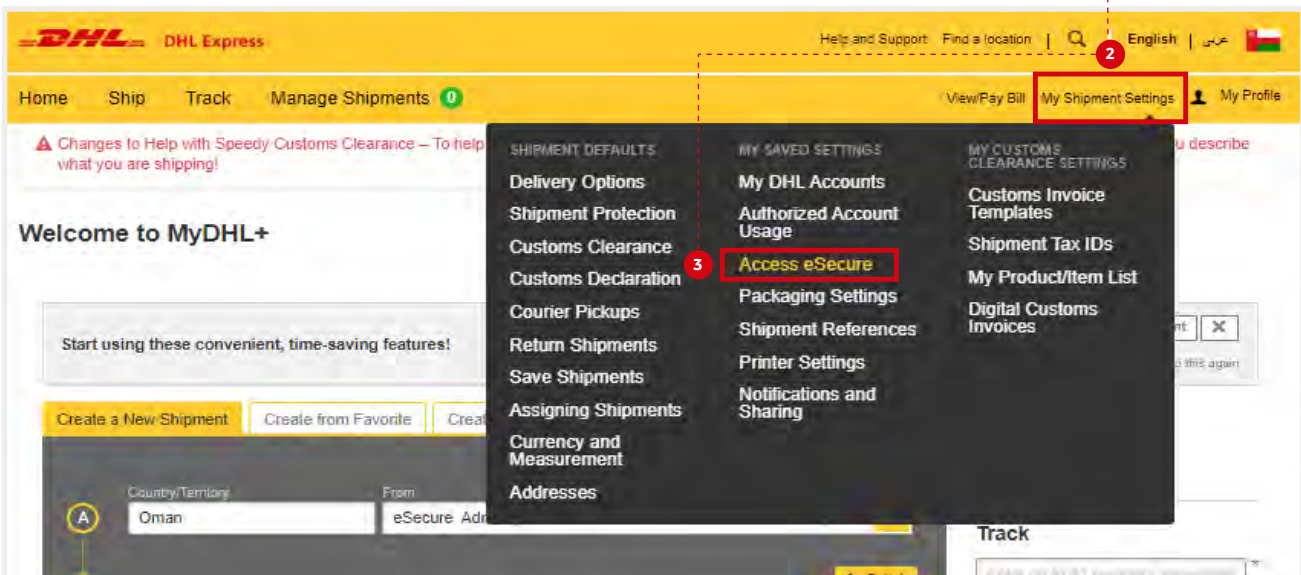 DHL DHL Express
Help and Support Find a location | English | عربي
2
Home Ship Track Manage Shipments 0
View/Pay Bill My Shipment Settings My Profile
Changes to Help with Speedy Customs Clearance – To help
u describe
what you are shipping!
SHIPMENT DEFAULTS
Delivery Options
Shipment Protection
Customs Clearance
Customs Declaration
Courier Pickups
Return Shipments
Save Shipments
Assigning Shipments
Currency and
Measurement
Addresses
MY SAVED SETTINGS
My DHL Accounts
Authorized Account
Usage
3
Access eSecure
Packaging Settings
Shipment References
Printer Settings
Notifications and
Sharing
MY CUSTOMS
CLEARANCE SETTINGS
Customs Invoice
Templates
Shipment Tax IDs
My Product/Item List
Digital Customs
Invoices
Welcome to MyDHL+
Start using these convenient, time-saving features!
nt
this again
Create a New Shipment Create from Favorite Creat
Country/Territory From
A Oman eSecure Adm
Track